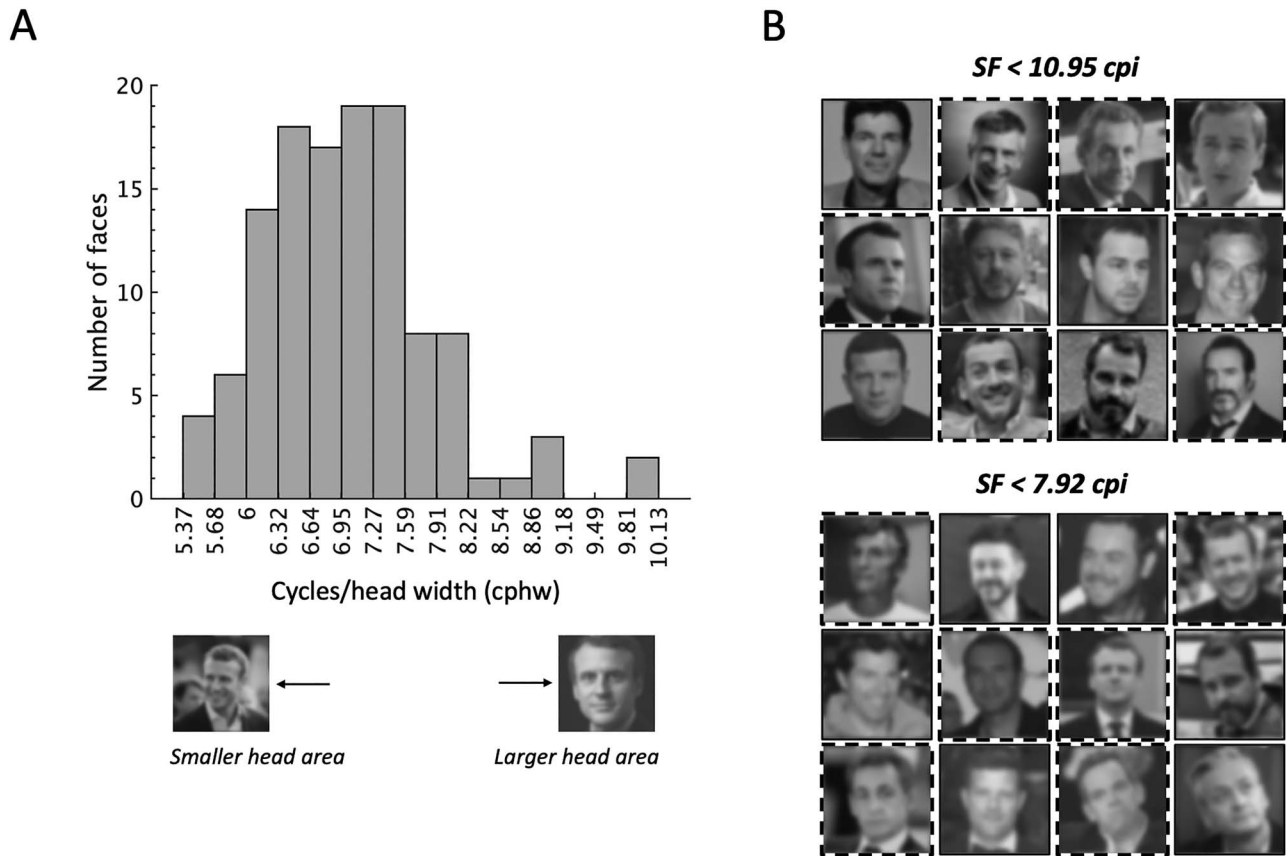 A
B
20
15
10
5
0
Number of faces
5.37
5.68
6
6.32
6.64
6.95
7.27
7.59
7.91
8.22
8.54
8.86
9.18
9.49
9.81
10.13
Cycles/head width (cphw)
Smaller head area
Larger head area
SF < 10.95 cpi
SF < 7.92 cpi